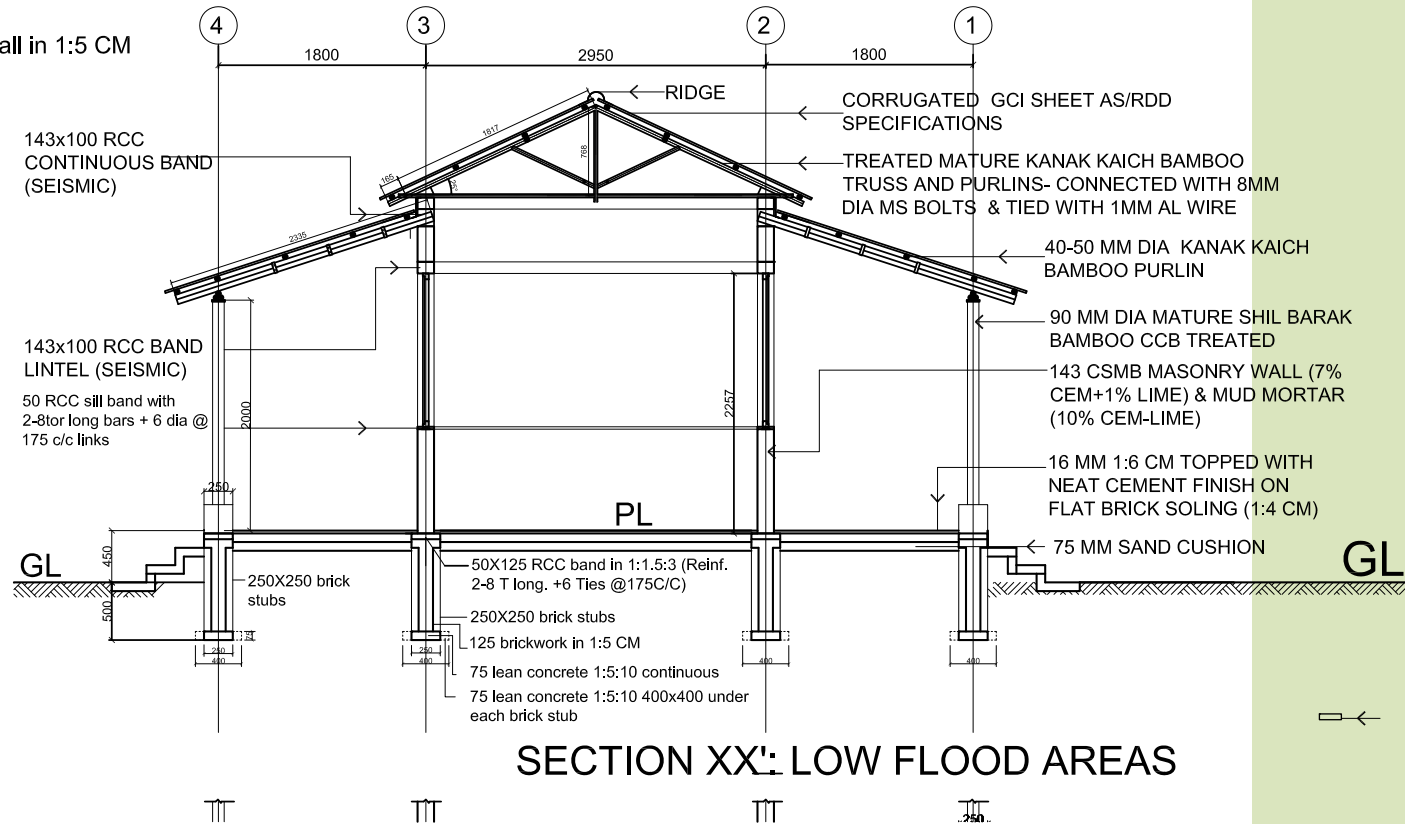 4
3
2
1
all in 1:5 CM
1800
2950
1800
RIDGE
CORRUGATED GCI SHEET AS/RDD
SPECIFICATIONS
143x100 RCC
CONTINUOUS BAND
(SEISMIC)
1817
768
165
26°
TREATED MATURE KANAK KAICH BAMBOO
TRUSS AND PURLINS- CONNECTED WITH 8MM
DIA MS BOLTS & TIED WITH 1MM AL WIRE
2335
40-50 MM DIA KANAK KAICH
BAMBOO PURLIN
90 MM DIA MATURE SHIL BARAK
BAMBOO CCB TREATED
143x100 RCC BAND
LINTEL (SEISMIC)
143 CSMB MASONRY WALL (7%
CEM+1% LIME) & MUD MORTAR
(10% CEM-LIME)
50 RCC sill band with
2-8tor long bars + 6 dia @
175 c/c links
2000
2257
16 MM 1:6 CM TOPPED WITH
NEAT CEMENT FINISH ON
FLAT BRICK SOLING (1:4 CM)
250
PL
75 MM SAND CUSHION
GL
GL
450
500
250X250 brick
stubs
50X125 RCC band in 1:1.5:3 (Reinf.
2-8 T long. +6 Ties @175C/C)
250X250 brick stubs
125 brickwork in 1:5 CM
75 lean concrete 1:5:10 continuous
75 lean concrete 1:5:10 400x400 under
each brick stub
75
250
400
250
400
400
400
SECTION XX': LOW FLOOD AREAS
250